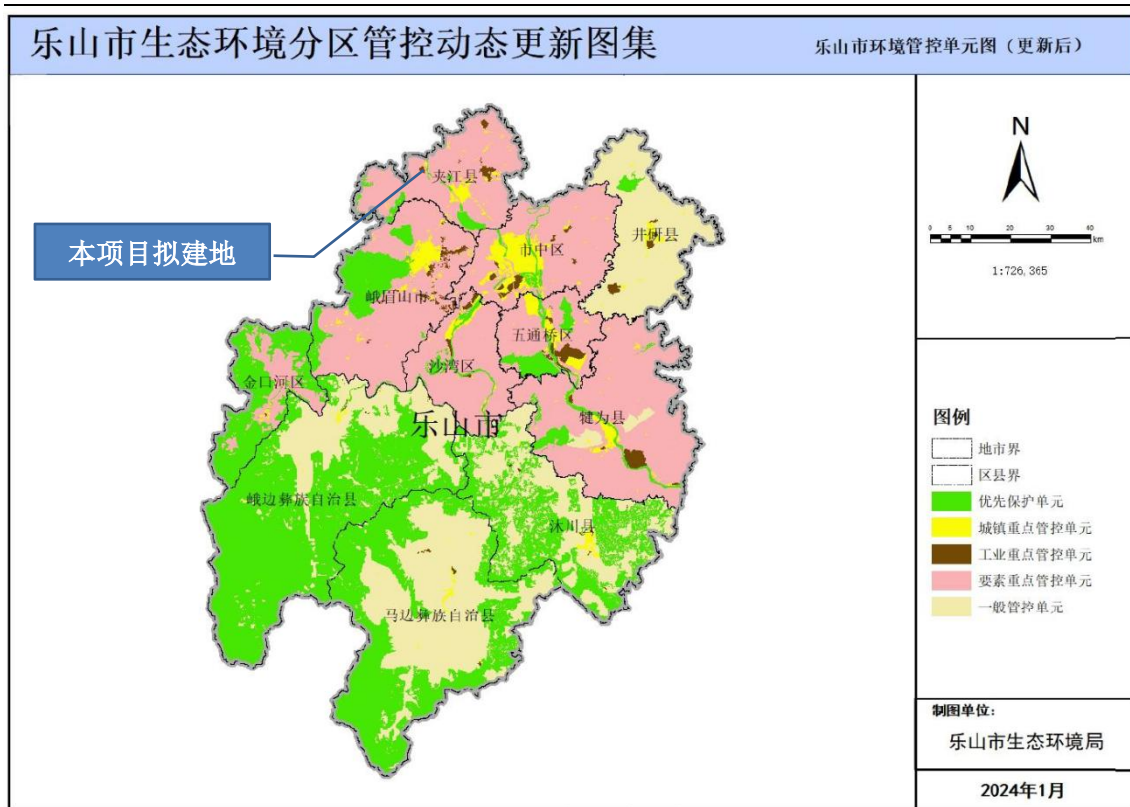 乐山市生态环境分区管控动态更新图集
乐山市环境管控单元图（更新后）
N
0 5 10 20 30 40
km
1:726,365
本项目拟建地
夹江县
井研县
市中区
峨眉山市
五通桥区
沙湾区
金口河区
乐山市
犍为县
峨边彝族自治县
沐川县
马边彝族自治县
图例
地市界
区县界
优先保护单元
城镇重点管控单元
工业重点管控单元
要素重点管控单元
一般管控单元
制图单位:
乐山市生态环境局
2024年1月